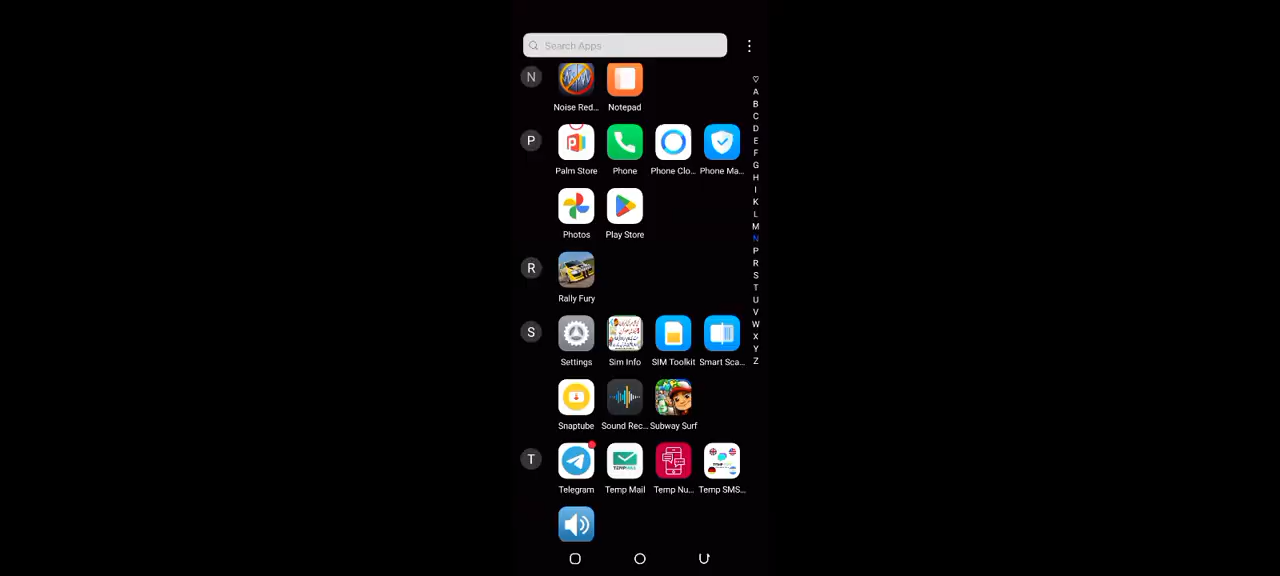 Search Apps
N
Noise Red... Notepad
P
Palm Store Phone Phone Clo... Phone Ma...
Photos Play Store
R
Rally Fury
S
Settings Sim Info SIM Toolkit Smart Sca...
Snaptube Sound Rec... Subway Surf
T
Telegram Temp Mail Temp Nu... Temp SMS...
A
B
C
D
E
F
G
H
I
K
L
M
N
P
R
S
T
U
V
W
X
Y
Z